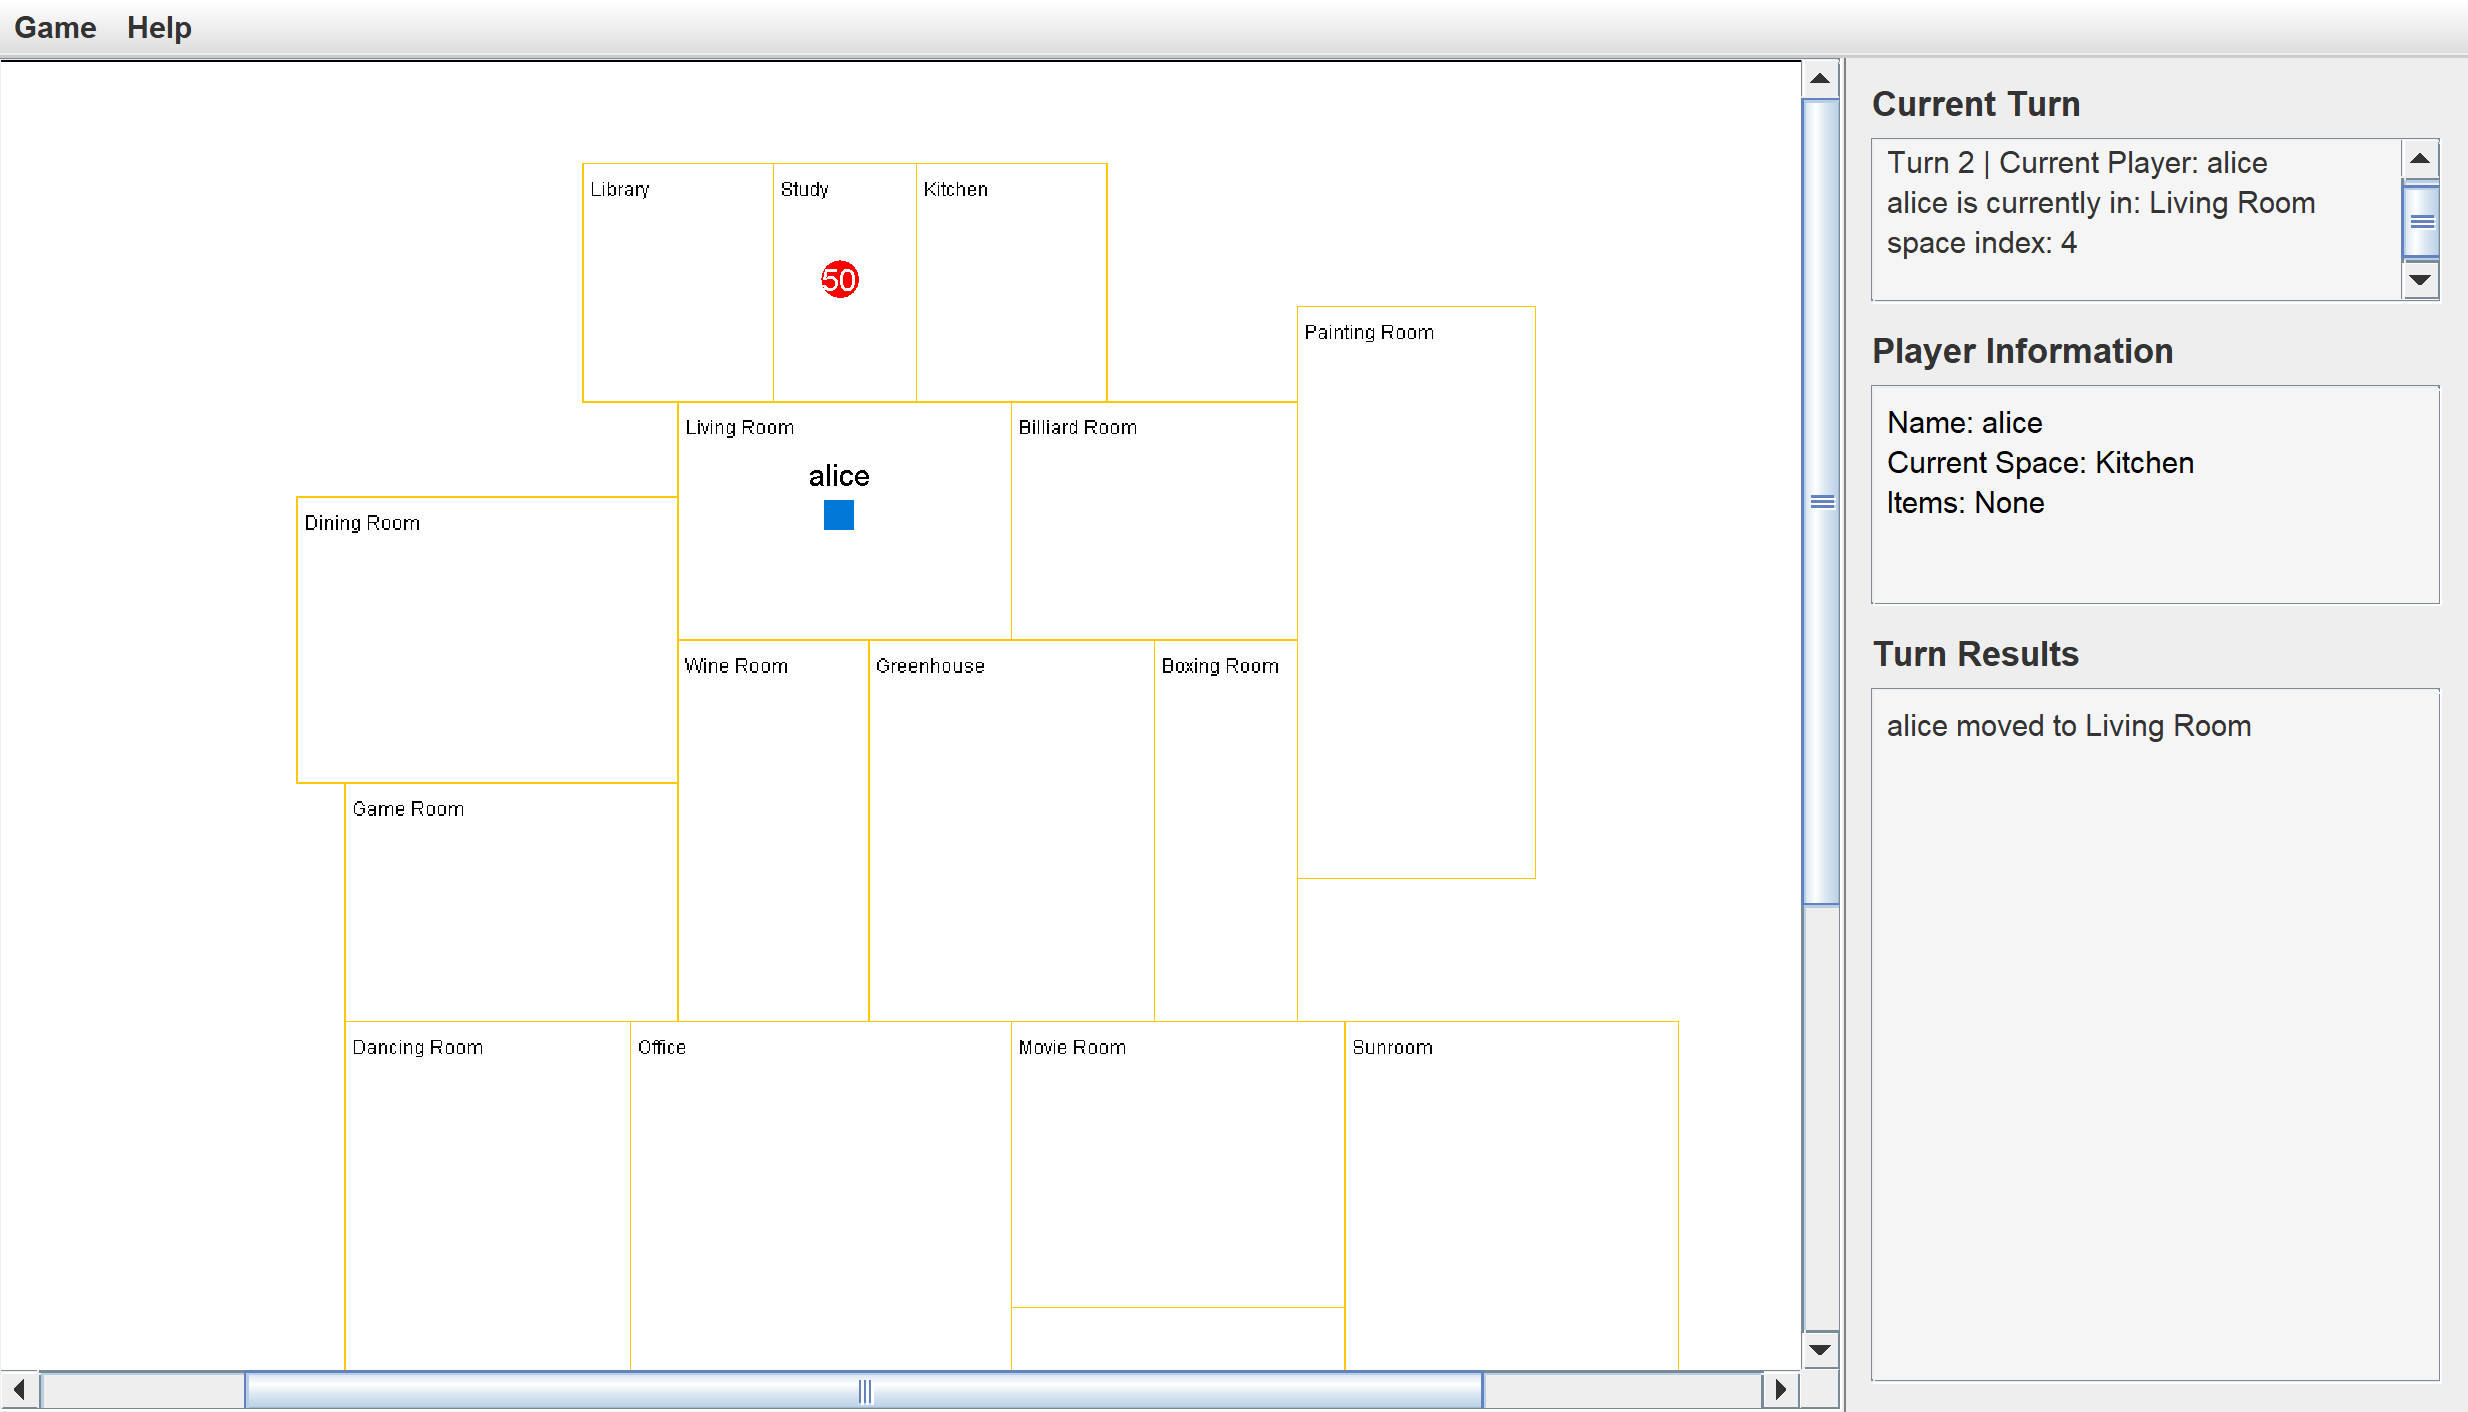 Game Help
Library
Study
Kitchen
50
Painting Room
Living Room
Billiard Room
alice
Dining Room
Wine Room
Greenhouse
Boxing Room
Game Room
Dancing Room
Office
Movie Room
Sunroom
Current Turn
Turn 2 | Current Player: alice
alice is currently in: Living Room
space index: 4
Player Information
Name: alice
Current Space: Kitchen
Items: None
Turn Results
alice moved to Living Room